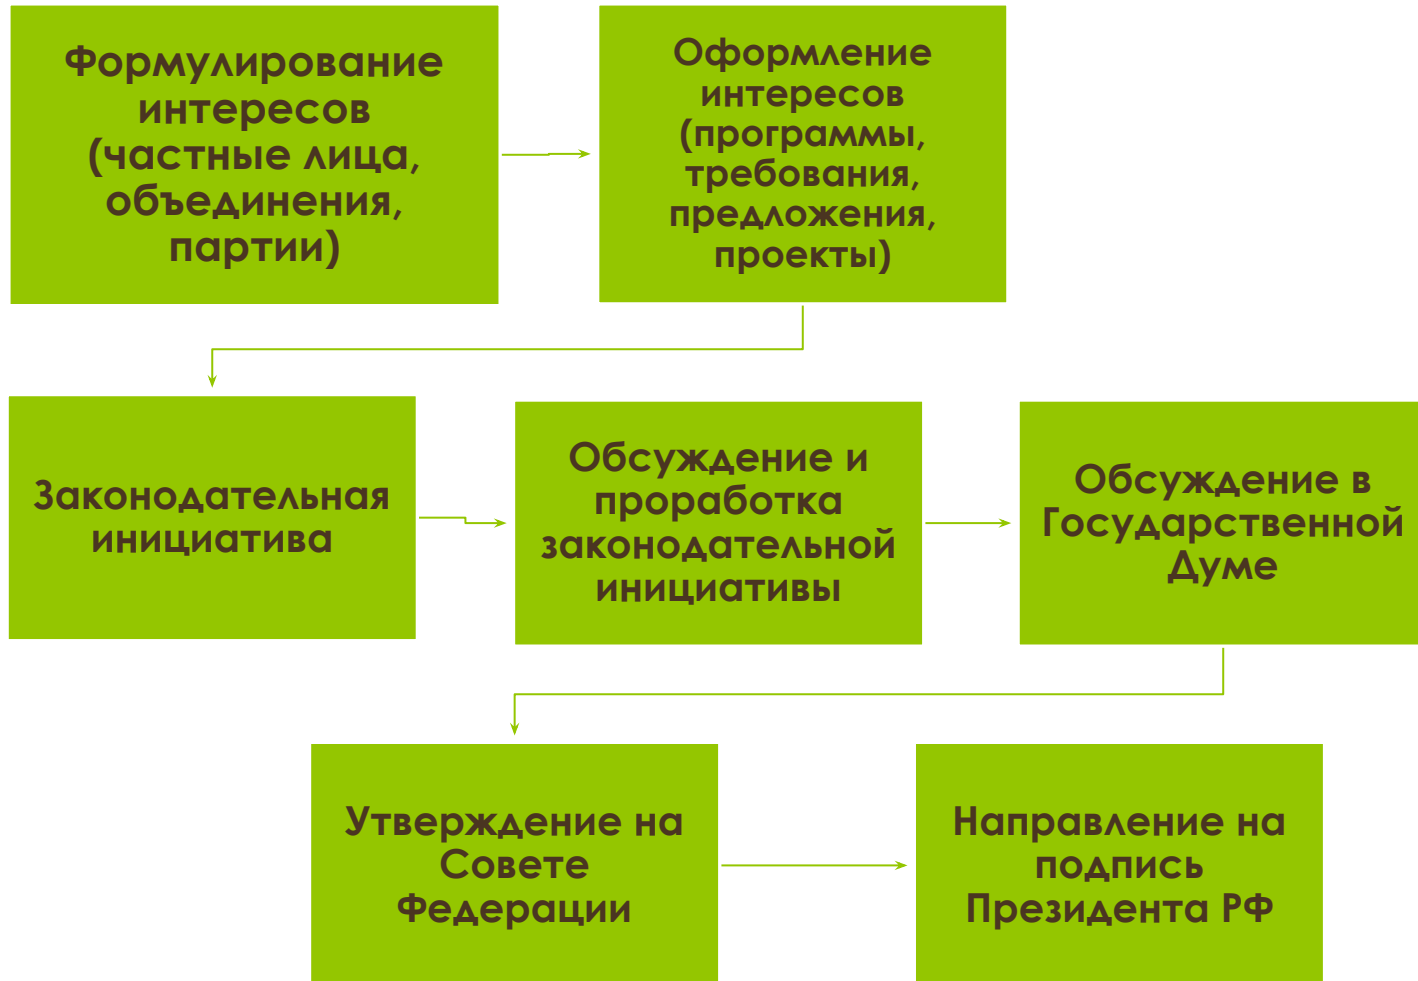 Формулирование
интересов
(частные лица,
объединения,
партии)
Оформление
интересов
(программы,
требования,
предложения,
проекты)
Законодательная
инициатива
Обсуждение и
проработка
законодательной
инициативы
Обсуждение в
Государственной
Думе
Утверждение на
Совете
Федерации
Направление на
подпись
Президента РФ